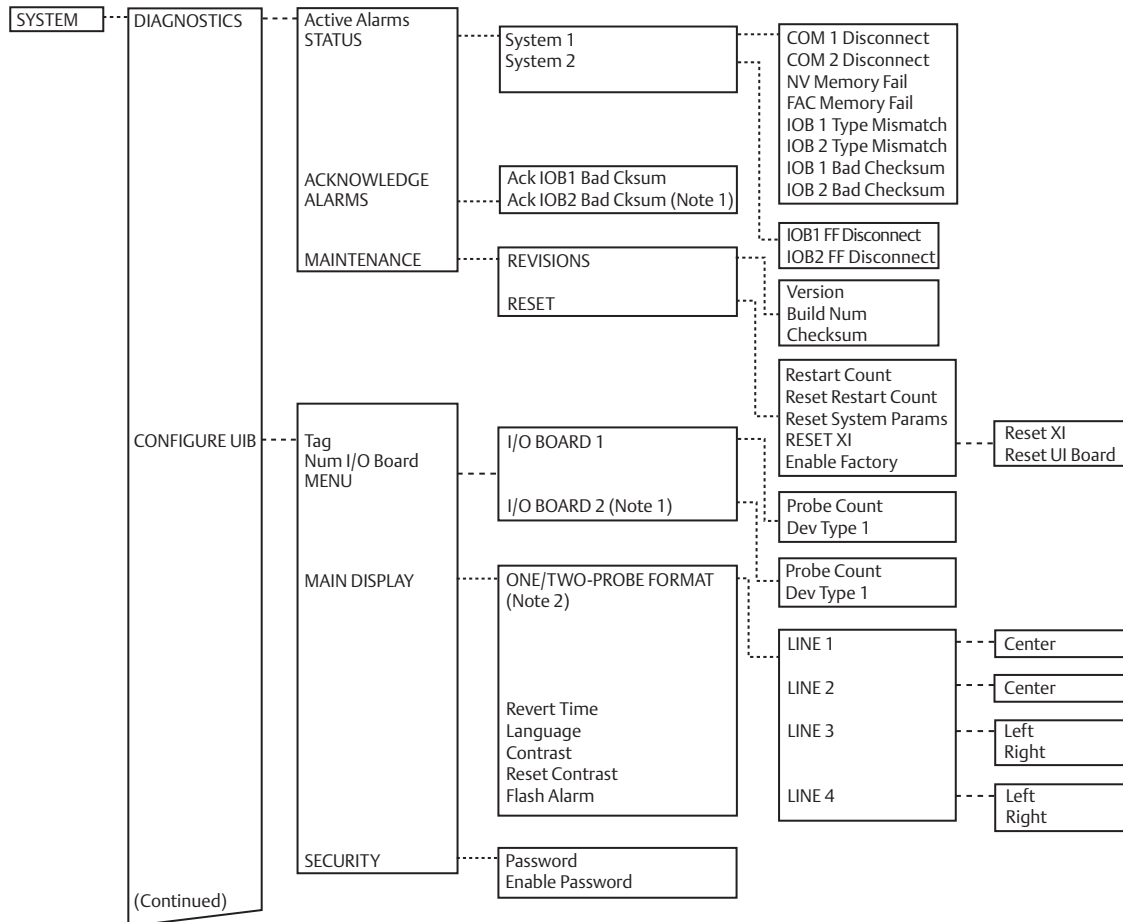 SYSTEM
DIAGNOSTICS
Active Alarms
STATUS
System 1
System 2
COM 1 Disconnect
COM 2 Disconnect
NV Memory Fail
FAC Memory Fail
IOB 1 Type Mismatch
IOB 2 Type Mismatch
IOB 1 Bad Checksum
IOB 2 Bad Checksum
IOB1 FF Disconnect
IOB2 FF Disconnect
ACKNOWLEDGE
ALARMS
Ack IOB1 Bad Cksum
Ack IOB2 Bad Cksum (Note 1)
MAINTENANCE
REVISIONS
RESET
Version
Build Num
Checksum
Restart Count
Reset Restart Count
Reset System Params
RESET XI
Enable Factory
Reset XI
Reset UI Board
CONFIGURE UIB
Tag
Num I/O Board
MENU
I/O BOARD 1
I/O BOARD 2 (Note 1)
Probe Count
Dev Type 1
Probe Count
Dev Type 1
MAIN DISPLAY
ONE/TWO-PROBE FORMAT
(Note 2)
Revert Time
Language
Contrast
Reset Contrast
Flash Alarm
LINE 1
Center
LINE 2
Center
LINE 3
Left
Right
LINE 4
Left
Right
SECURITY
Password
Enable Password
(Continued)